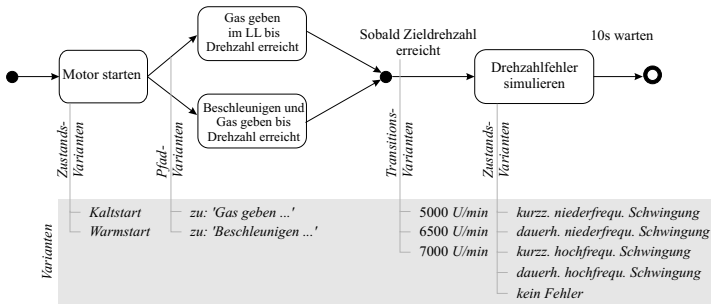 Gas geben
im LL bis
Drehzahl erreicht
Sobald Zieldrehzahl
erreicht
10s warten
Motor starten
Drehzahlfehler
simulieren
Beschleunigen und
Gas geben bis
Drehzahl erreicht
Zustands-
Varianten
Pfad-
Varianten
Transitions-
Varianten
Zustands-
Varianten
Varianten
Kaltstart
zu: 'Gas geben ...'
5000 U/min
kurzz. niederfrequ. Schwingung
Warmstart
zu: 'Beschleunigen ...'
6500 U/min
dauerh. niederfrequ. Schwingung
7000 U/min
kurzz. hochfrequ. Schwingung
dauerh. hochfrequ. Schwingung
kein Fehler